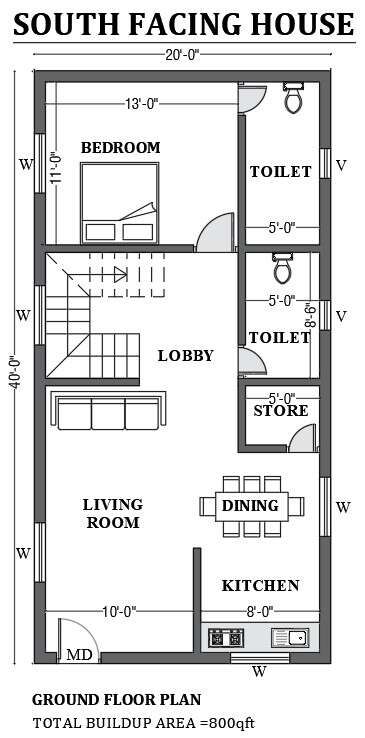 SOUTH FACING HOUSE
20'-0"
13'-0"
BEDROOM
W
11'-0"
TOILET
V
5'-0"
5'-0"
W
8'-6"
V
TOILET
LOBBY
40'-0"
5'-0"
STORE
LIVING
ROOM
DINING
W
W
KITCHEN
10'-0"
8'-0"
MD
W
GROUND FLOOR PLAN
TOTAL BUILDUP AREA =800qft